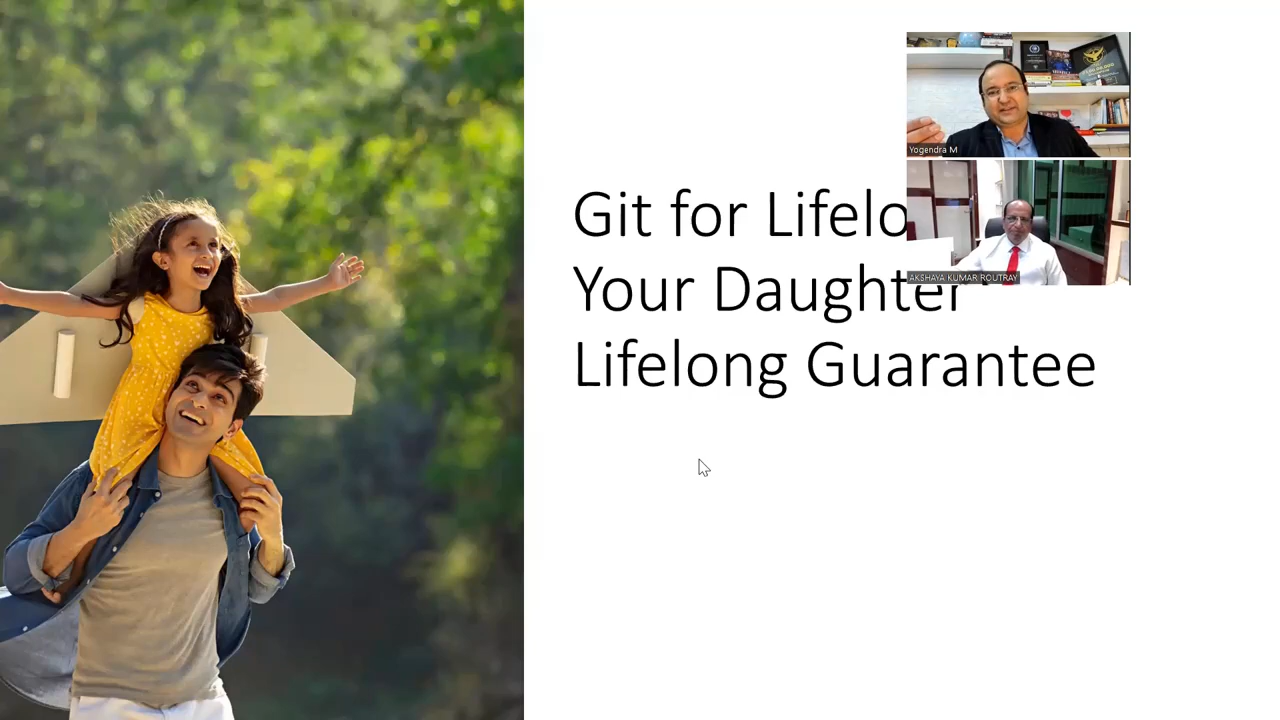 Git for Lifelo
Your Daughter
Lifelong Guarantee
Yogendra M
AKSHAYA KUMAR ROUTRAY